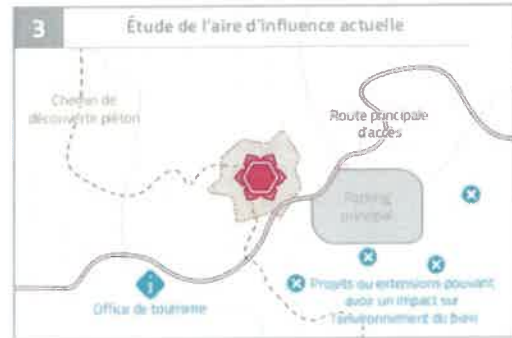 3
Étude de l'aire d'influence actuelle
Chemin de
découverte piéton
Route principale
d'accès
Parking
principal
Office de tourisme
Projets ou extensions pouvant
avoir un impact sur
l'environnement du bien